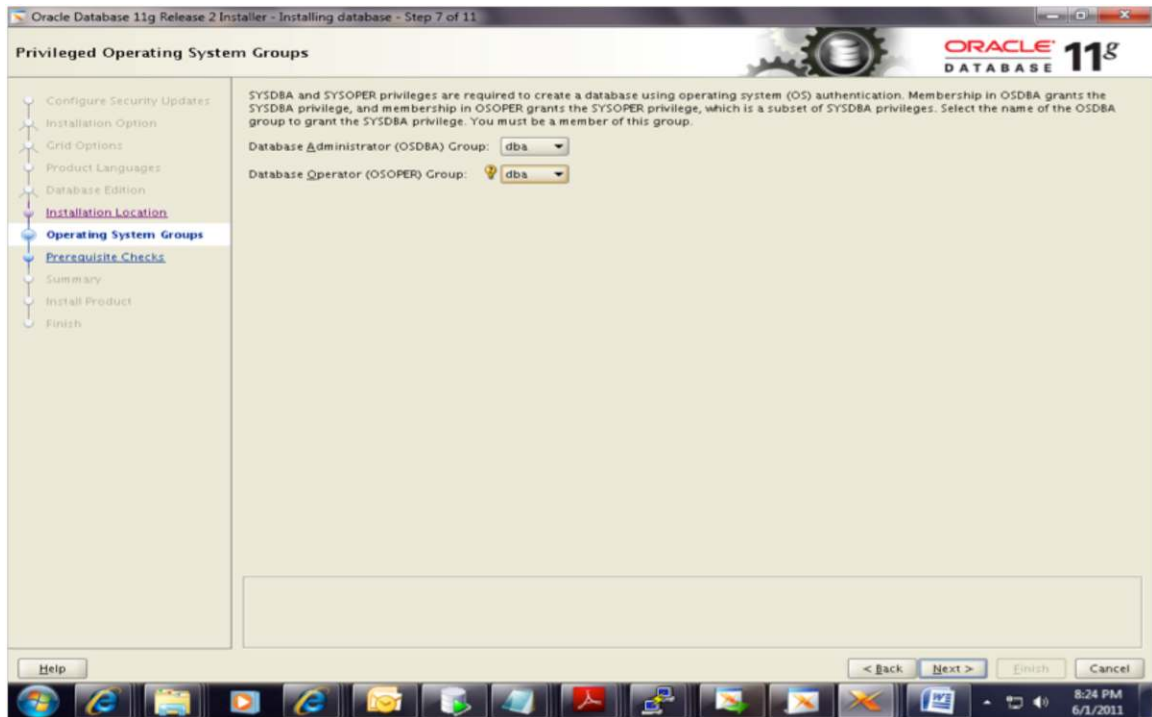 Oracle Database 11g Release 2 Installer - Installing database - Step 7 of 11
Privileged Operating System Groups
ORACLE
DATABASE
11g
Configure Security Updates
Installation Option
Grid Options
Product Languages
Database Edition
Installation Location
Operating System Groups
Prerequisite Checks
Summary
Install Product
Finish
SYSDBA and SYSOPER privileges are required to create a database using operating system (OS) authentication. Membership in OSDBA grants the
SYSDBA privilege, and membership in OSOPER grants the SYSOPER privilege, which is a subset of SYSDBA privileges. Select the name of the OSDBA
group to grant the SYSDBA privilege. You must be a member of this group.
Database Administrator (OSDBA) Group: dba
Database Operator (OSOPER) Group: dba
Help
< Back
Next >
Finish
Cancel
8:24 PM
6/1/2011